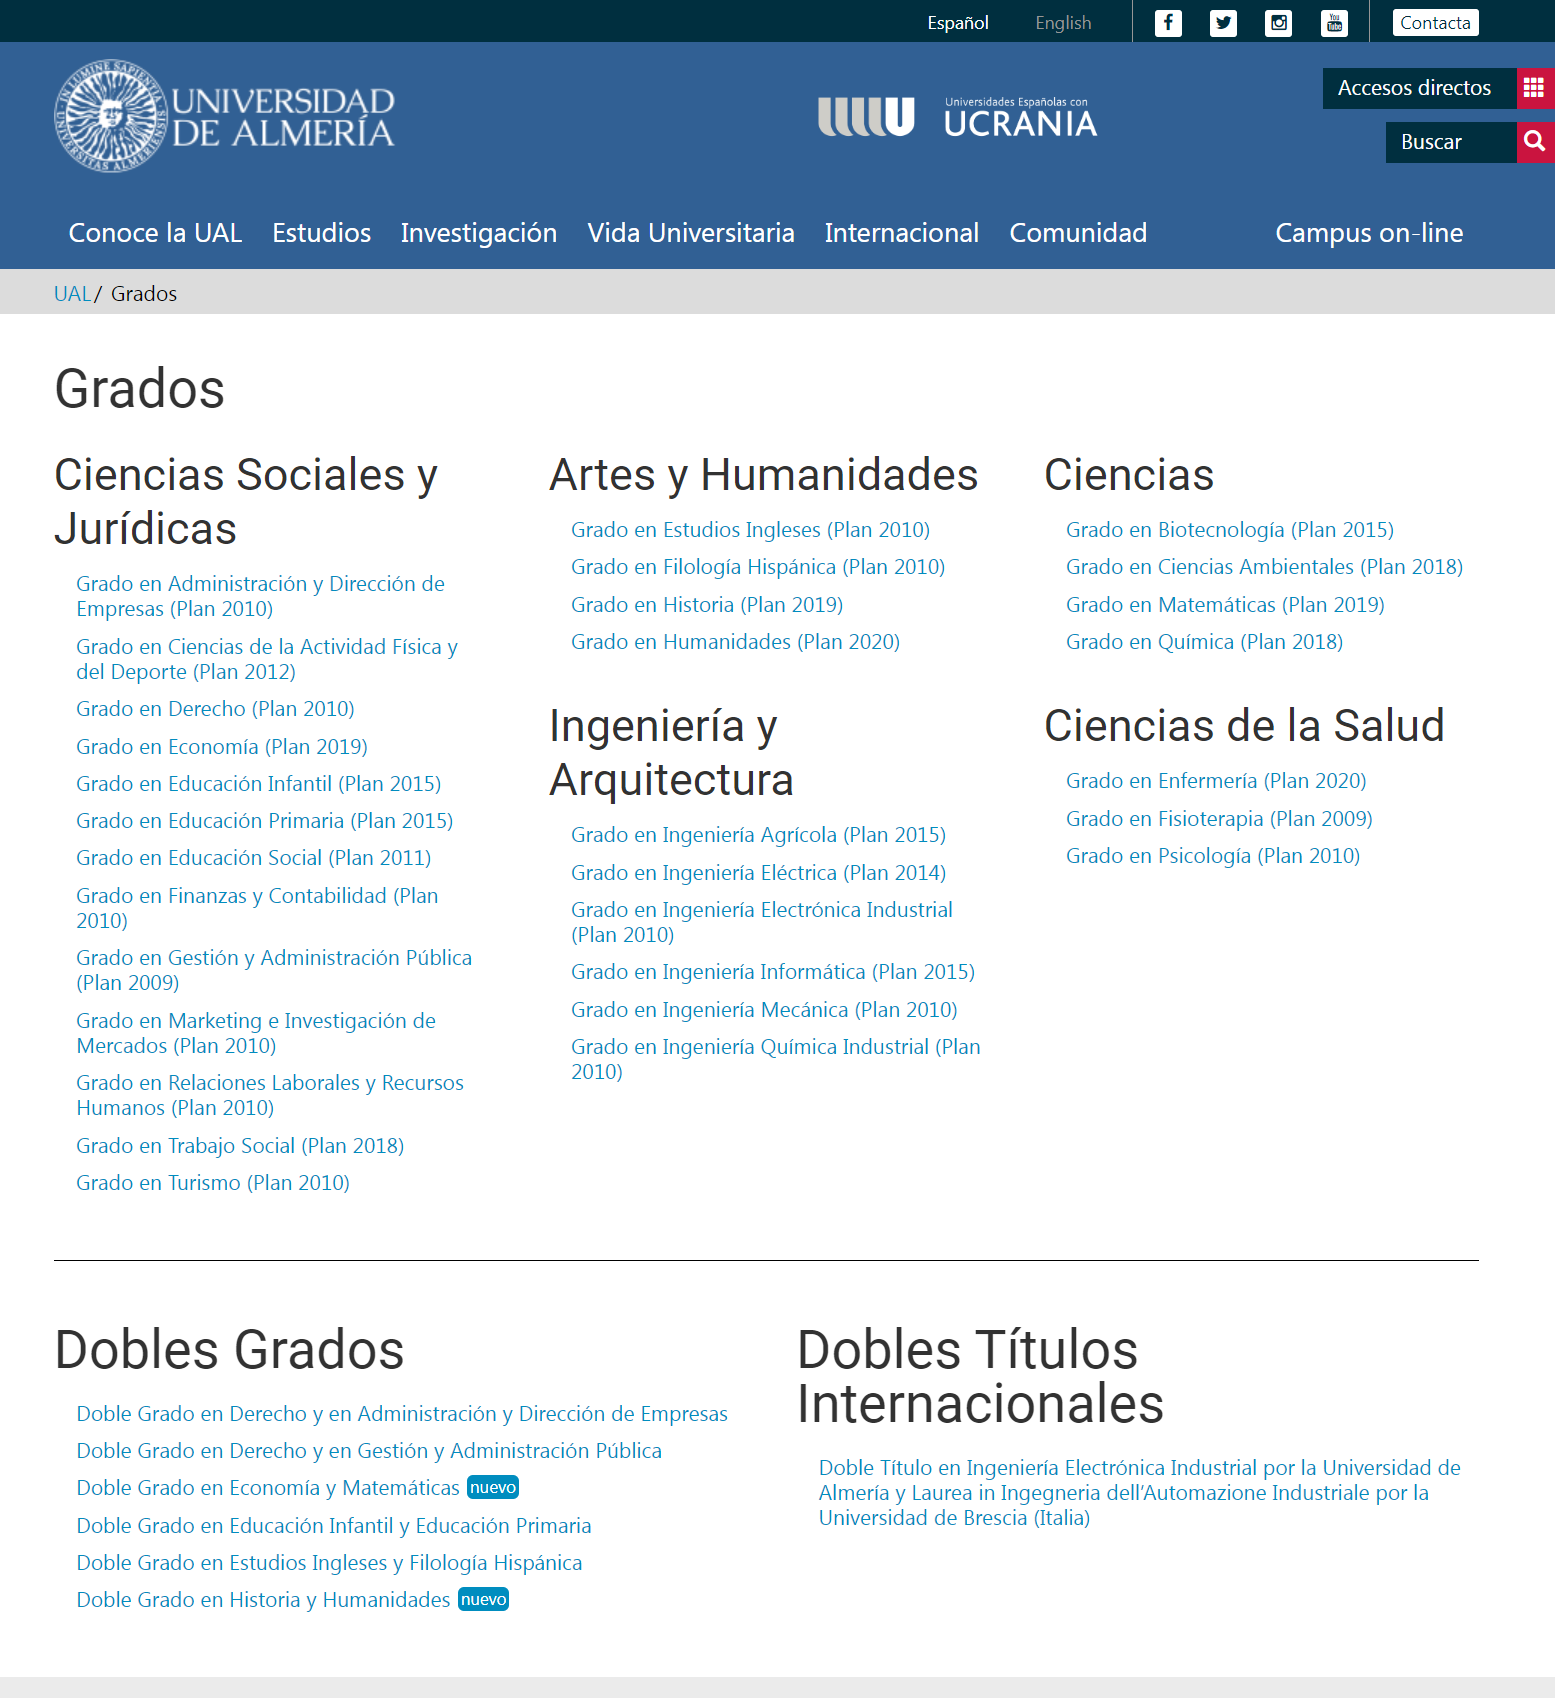 Español English Contacta
IN LUMINE SAPIENTIA
UNIVERSITAS ALMERIENSIS
UNIVERSIDAD
DE ALMERÍA
Universidades Españolas con
UCRANIA
Accesos directos
Buscar
Conoce la UAL Estudios Investigación Vida Universitaria Internacional Comunidad Campus on-line
UAL / Grados
Grados
Ciencias Sociales y
Jurídicas
Grado en Administración y Dirección de
Empresas (Plan 2010)
Grado en Ciencias de la Actividad Física y
del Deporte (Plan 2012)
Grado en Derecho (Plan 2010)
Grado en Economía (Plan 2019)
Grado en Educación Infantil (Plan 2015)
Grado en Educación Primaria (Plan 2015)
Grado en Educación Social (Plan 2011)
Grado en Finanzas y Contabilidad (Plan
2010)
Grado en Gestión y Administración Pública
(Plan 2009)
Grado en Marketing e Investigación de
Mercados (Plan 2010)
Grado en Relaciones Laborales y Recursos
Humanos (Plan 2010)
Grado en Trabajo Social (Plan 2018)
Grado en Turismo (Plan 2010)
Artes y Humanidades
Grado en Estudios Ingleses (Plan 2010)
Grado en Filología Hispánica (Plan 2010)
Grado en Historia (Plan 2019)
Grado en Humanidades (Plan 2020)
Ingeniería y
Arquitectura
Grado en Ingeniería Agrícola (Plan 2015)
Grado en Ingeniería Eléctrica (Plan 2014)
Grado en Ingeniería Electrónica Industrial
(Plan 2010)
Grado en Ingeniería Informática (Plan 2015)
Grado en Ingeniería Mecánica (Plan 2010)
Grado en Ingeniería Química Industrial (Plan
2010)
Ciencias
Grado en Biotecnología (Plan 2015)
Grado en Ciencias Ambientales (Plan 2018)
Grado en Matemáticas (Plan 2019)
Grado en Química (Plan 2018)
Ciencias de la Salud
Grado en Enfermería (Plan 2020)
Grado en Fisioterapia (Plan 2009)
Grado en Psicología (Plan 2010)
Dobles Grados
Doble Grado en Derecho y en Administración y Dirección de Empresas
Doble Grado en Derecho y en Gestión y Administración Pública
Doble Grado en Economía y Matemáticas nuevo
Doble Grado en Educación Infantil y Educación Primaria
Doble Grado en Estudios Ingleses y Filología Hispánica
Doble Grado en Historia y Humanidades nuevo
Dobles Títulos
Internacionales
Doble Título en Ingeniería Electrónica Industrial por la Universidad de
Almería y Laurea in Ingegneria dell'Automazione Industriale por la
Universidad de Brescia (Italia)